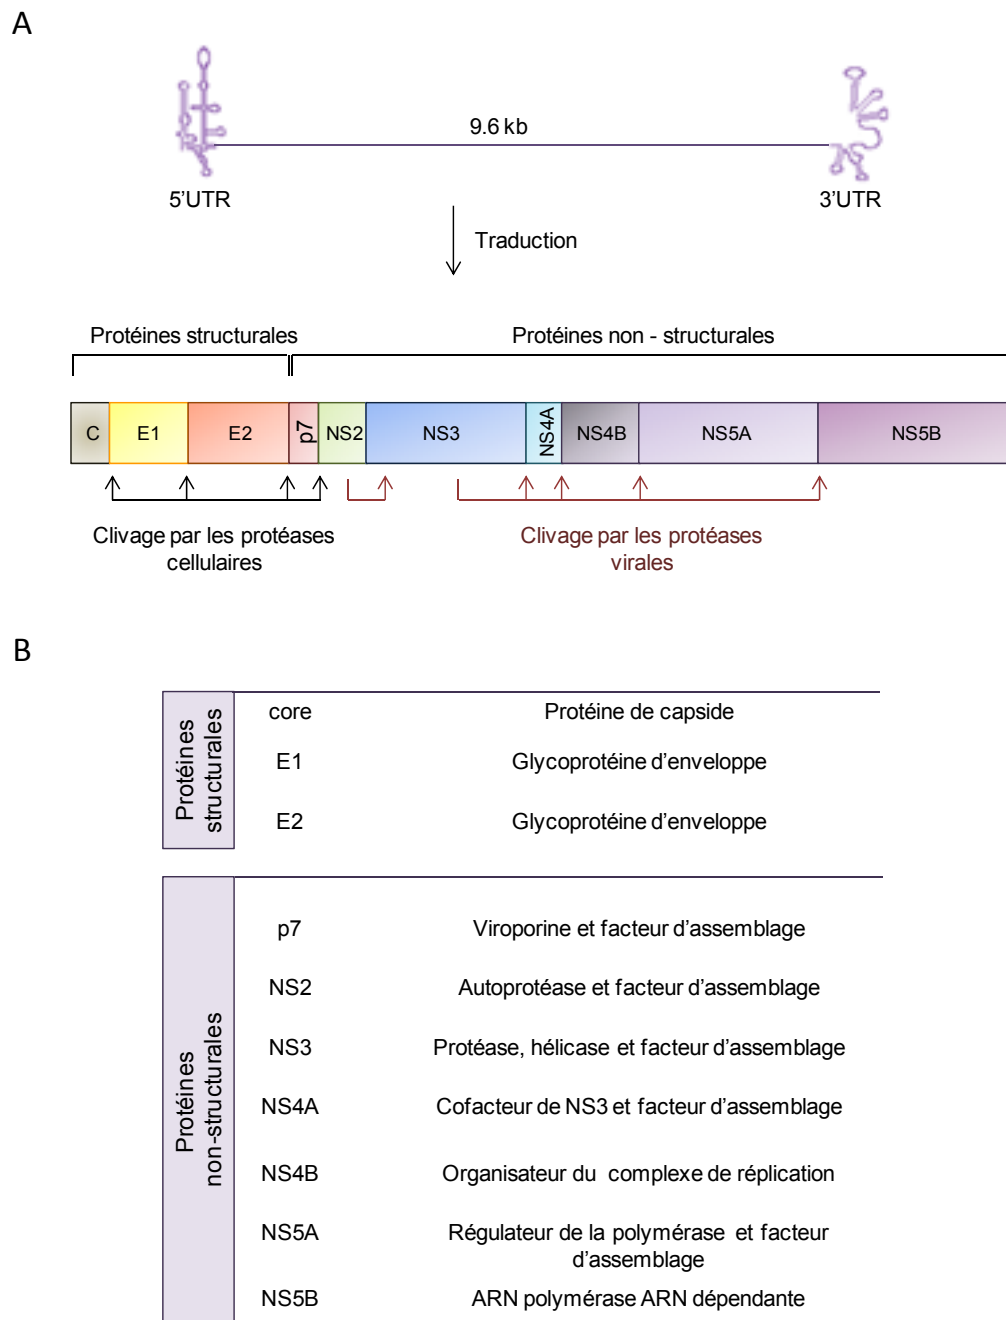 A
9.6 kb
5'UTR
3'UTR
Traduction
Protéines structurales
Protéines non - structurales
C
E1
E2
p7
NS2
NS3
NS4A
NS4B
NS5A
NS5B
Clivage par les protéases
cellulaires
Clivage par les protéases
virales
B
Protéines
structurales
core
Protéine de capside
E1
Glycoprotéine d'enveloppe
E2
Glycoprotéine d'enveloppe
Protéines
non-structurales
p7
Viroporine et facteur d'assemblage
NS2
Autoprotéase et facteur d'assemblage
NS3
Protéase, hélicase et facteur d'assemblage
NS4A
Cofacteur de NS3 et facteur d'assemblage
NS4B
Organisateur du complexe de réplication
NS5A
Régulateur de la polymérase et facteur
d'assemblage
NS5B
ARN polymérase ARN dépendante